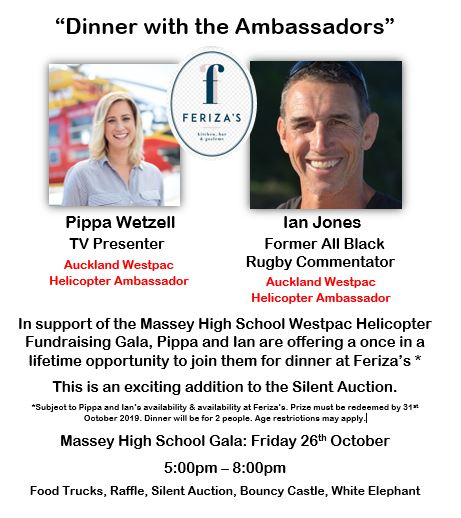 “Dinner with the Ambassadors”
f
FERIZA'S
kitchen, bar
& gardens
Pippa Wetzell
TV Presenter
Auckland Westpac
Helicopter Ambassador
Ian Jones
Former All Black
Rugby Commentator
Auckland Westpac
Helicopter Ambassador
In support of the Massey High School Westpac Helicopter
Fundraising Gala, Pippa and Ian are offering a once in a
lifetime opportunity to join them for dinner at Feriza’s *
This is an exciting addition to the Silent Auction.
*Subject to Pippa and Ian’s availability & availability at Feriza’s. Prize must be redeemed by 31st
October 2019. Dinner will be for 2 people. Age restrictions may apply.
Massey High School Gala: Friday 26th October
5:00pm – 8:00pm
Food Trucks, Raffle, Silent Auction, Bouncy Castle, White Elephant